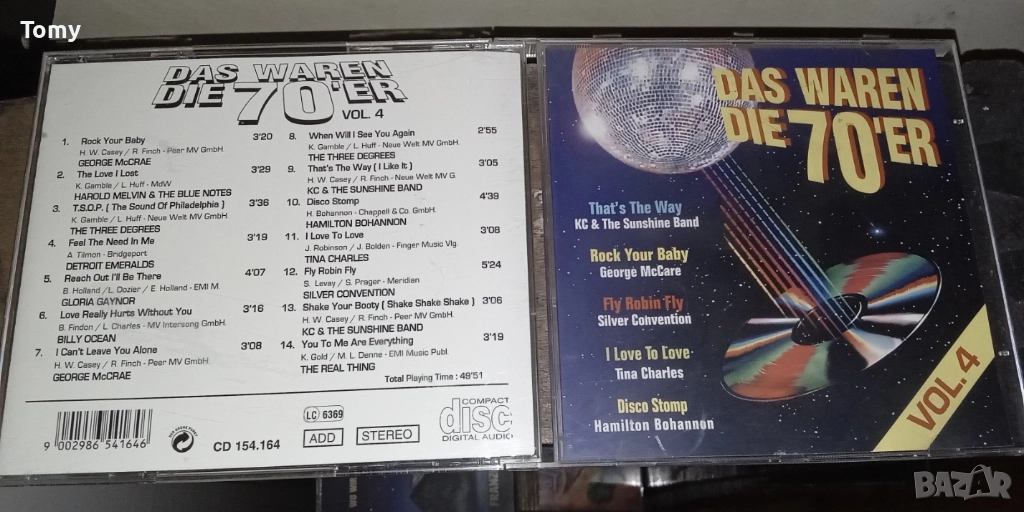 Tomy
DAS WAREN
DIE 70'ER
VOL. 4
1. Rock Your Baby 3'20
H. W. Casey / R. Finch - Peer MV GmbH
GEORGE McCRAE
2. The Love I Lost 3'29
K. Gamble / L. Huff - MdW
HAROLD MELVIN & THE BLUE NOTES
3. T.S.O.P. ( The Sound Of Philadelphia ) 3'36
K. Gamble / L. Huff - Neue Welt MV GmbH
THE THREE DEGREES
4. Feel The Need In Me 3'19
A. Tilmon - Bridgeport
DETROIT EMERALDS
5. Reach Out I'll Be There 4'07
B. Holland / L. Dozier / E. Holland - EMI M.
GLORIA GAYNOR
6. Love Really Hurts Without You 3'16
B. Findon / L. Charles - MV Intersong GmbH.
BILLY OCEAN
7. I Can't Leave You Alone 3'08
H. W. Casey / R. Finch - Peer MV GmbH
GEORGE McCRAE
8. When Will I See You Again 2'55
K. Gamble / L. Huff - Neue Welt MV GmbH.
THE THREE DEGREES
9. That's The Way ( I Like It ) 3'05
H. W. Casey / R. Finch - Neue Welt MV G
KC & THE SUNSHINE BAND
10. Disco Stomp 4'39
H. Bohannon - Chappell & Co. GmbH.
HAMILTON BOHANNON
11. I Love To Love 3'08
J. Robinson / J. Bolden - Finger Music Vlg.
TINA CHARLES
12. Fly Robin Fly 5'24
S. Levay / S. Prager - Meridian
SILVER CONVENTION
13. Shake Your Booty ( Shake Shake Shake ) 3'06
H. W. Casey / R. Finch - Peer MV GmbH.
KC & THE SUNSHINE BAND
14. You To Me Are Everything 3'19
K. Gold / M. L. Denne - EMI Music Publ.
THE REAL THING
Total Playing Time : 49'51
9 002986 541646
CD 154.164
LC 6369
ADD
STEREO
COMPACT
disc
DIGITAL AUDIO
DAS WAREN
DIE 70'ER
That's The Way
KC & The Sunshine Band
Rock Your Baby
George McCare
Fly Robin Fly
Silver Convention
I Love To Love
Tina Charles
Disco Stomp
Hamilton Bohannon
VOL. 4
BAZAR